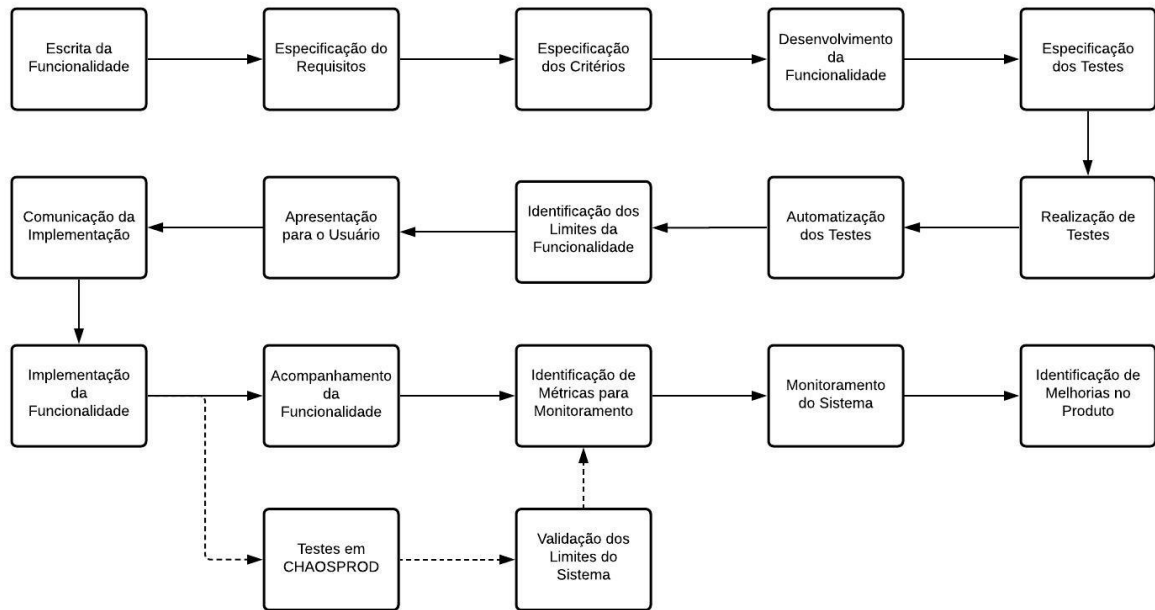 Escrita da
Funcionalidade
Especificação do
Requisitos
Especificação
dos Critérios
Desenvolvimento
da
Funcionalidade
Especificação
dos Testes
Comunicação da
Implementação
Apresentação
para o Usuário
Identificação dos
Limites da
Funcionalidade
Automatização
dos Testes
Realização de
Testes
Implementação
da
Funcionalidade
Acompanhamento
da
Funcionalidade
Identificação de
Métricas para
Monitoramento
Monitoramento
do Sistema
Identificação de
Melhorias no
Produto
Testes em
CHAOSPROD
Validação dos
Limites do
Sistema